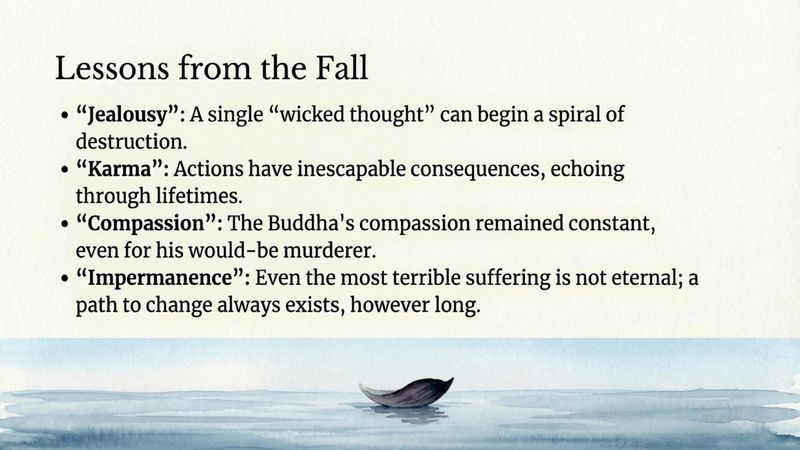 Lessons from the Fall
• “Jealousy”: A single “wicked thought” can begin a spiral of
destruction.
• “Karma”: Actions have inescapable consequences, echoing
through lifetimes.
• “Compassion”: The Buddha's compassion remained constant,
even for his would-be murderer.
• “Impermanence”: Even the most terrible suffering is not eternal; a
path to change always exists, however long.